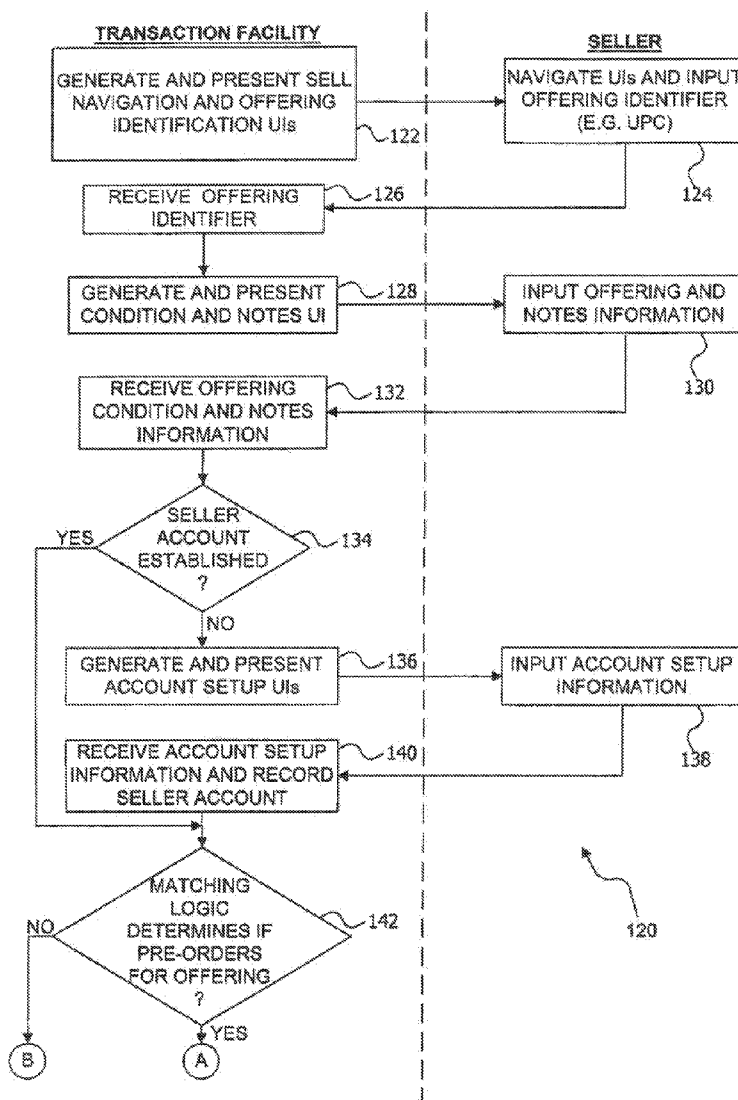 TRANSACTION FACILITY
SELLER
GENERATE AND PRESENT SELL
NAVIGATION AND OFFERING
IDENTIFICATION UIs
122
NAVIGATE UIs AND INPUT
OFFERING IDENTIFIER
(E.G. UPC)
124
RECEIVE OFFERING
IDENTIFIER
126
GENERATE AND PRESENT
CONDITION AND NOTES UI
128
INPUT OFFERING AND
NOTES INFORMATION
130
RECEIVE OFFERING
CONDITION AND NOTES
INFORMATION
132
SELLER
ACCOUNT
ESTABLISHED
?
134
YES
NO
GENERATE AND PRESENT
ACCOUNT SETUP UIs
136
INPUT ACCOUNT SETUP
INFORMATION
138
RECEIVE ACCOUNT SETUP
INFORMATION AND RECORD
SELLER ACCOUNT
140
MATCHING
LOGIC
DETERMINES IF
PRE-ORDERS
FOR OFFERING
?
142
NO
YES
B
A
120